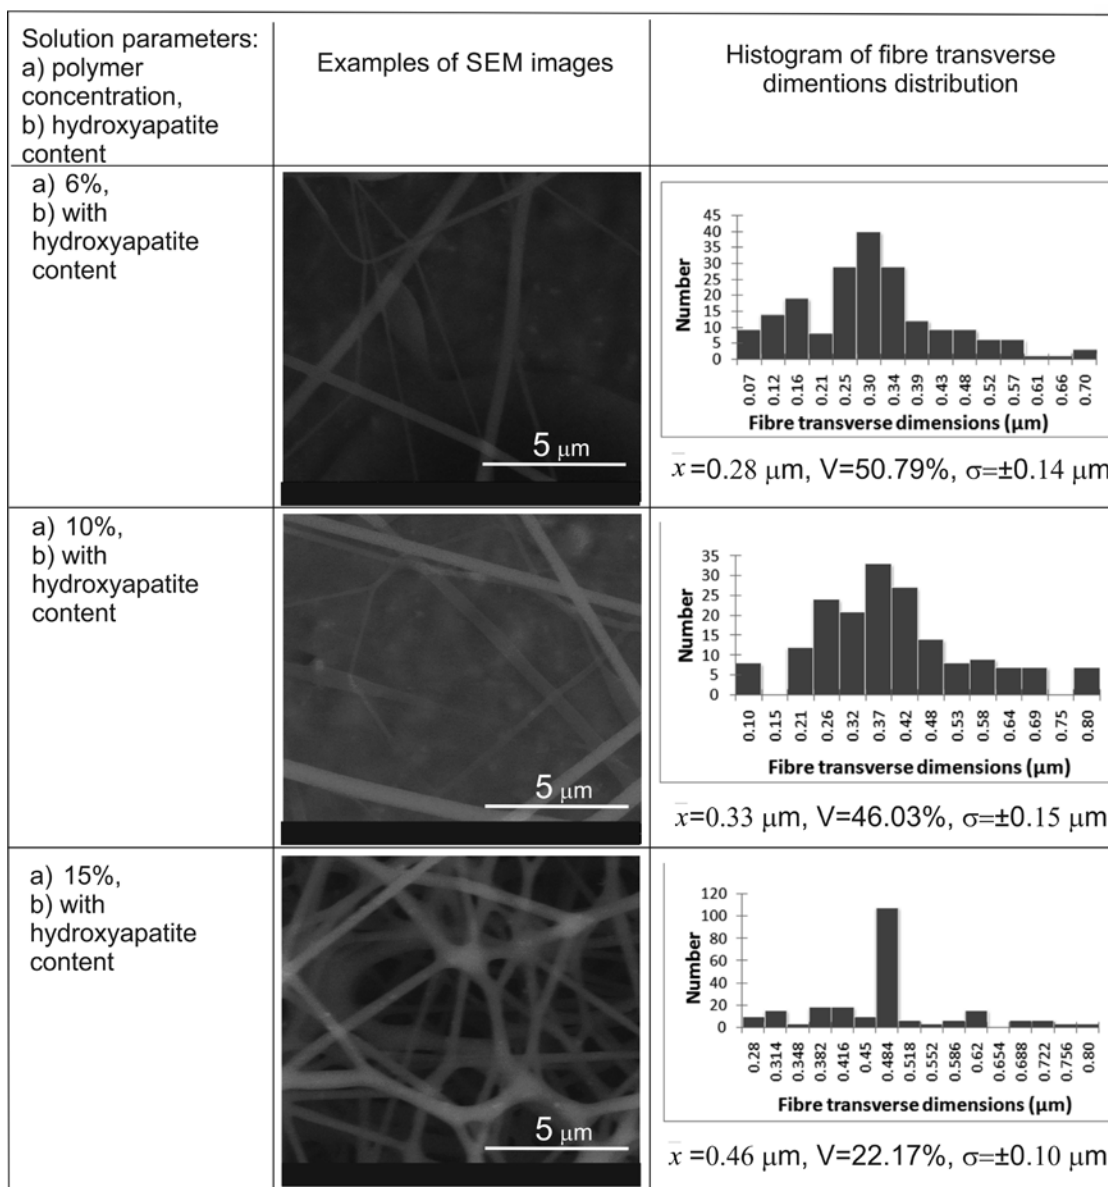 Solution parameters:
a) polymer
concentration,
b) hydroxyapatite
content
Examples of SEM images
Histogram of fibre transverse
dimentions distribution
a) 6%,
b) with
hydroxyapatite
content
5 μm
45
40
35
30
25
20
15
10
5
0
Number
0.07 0.12 0.16 0.21 0.25 0.30 0.34 0.39 0.43 0.48 0.52 0.57 0.61 0.66 0.70
Fibre transverse dimensions (μm)
x̅=0.28 μm, V=50.79%, σ=±0.14 μm
a) 10%,
b) with
hydroxyapatite
content
5 μm
35
30
25
20
15
10
5
0
Number
0.10 0.15 0.21 0.26 0.32 0.37 0.42 0.48 0.53 0.58 0.64 0.69 0.75 0.80
Fibre transverse dimensions (μm)
x̅=0.33 μm, V=46.03%, σ=±0.15 μm
a) 15%,
b) with
hydroxyapatite
content
5 μm
120
100
80
60
40
20
0
Number
0.28 0.314 0.348 0.382 0.416 0.45 0.484 0.518 0.552 0.586 0.62 0.654 0.688 0.722 0.756 0.80
Fibre transverse dimensions (μm)
x̅=0.46 μm, V=22.17%, σ=±0.10 μm